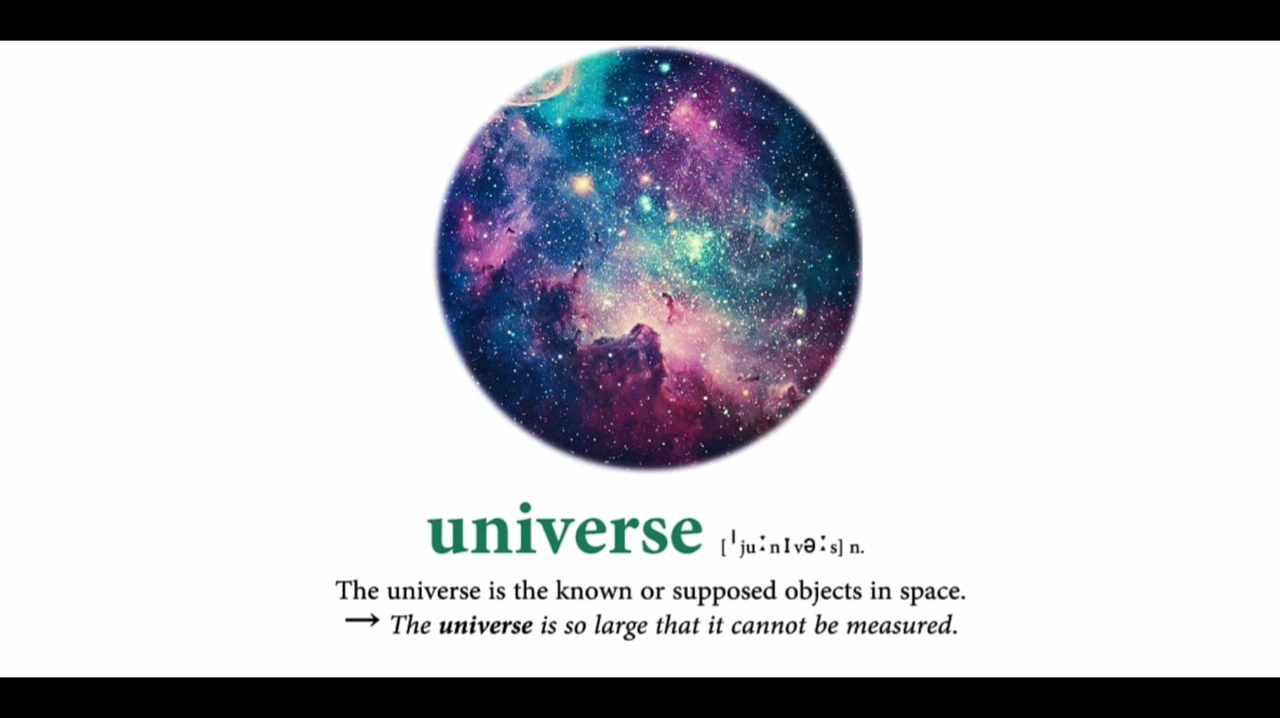 universe [ˈjuːnɪvəːs] n.
The universe is the known or supposed objects in space.
→ The universe is so large that it cannot be measured.